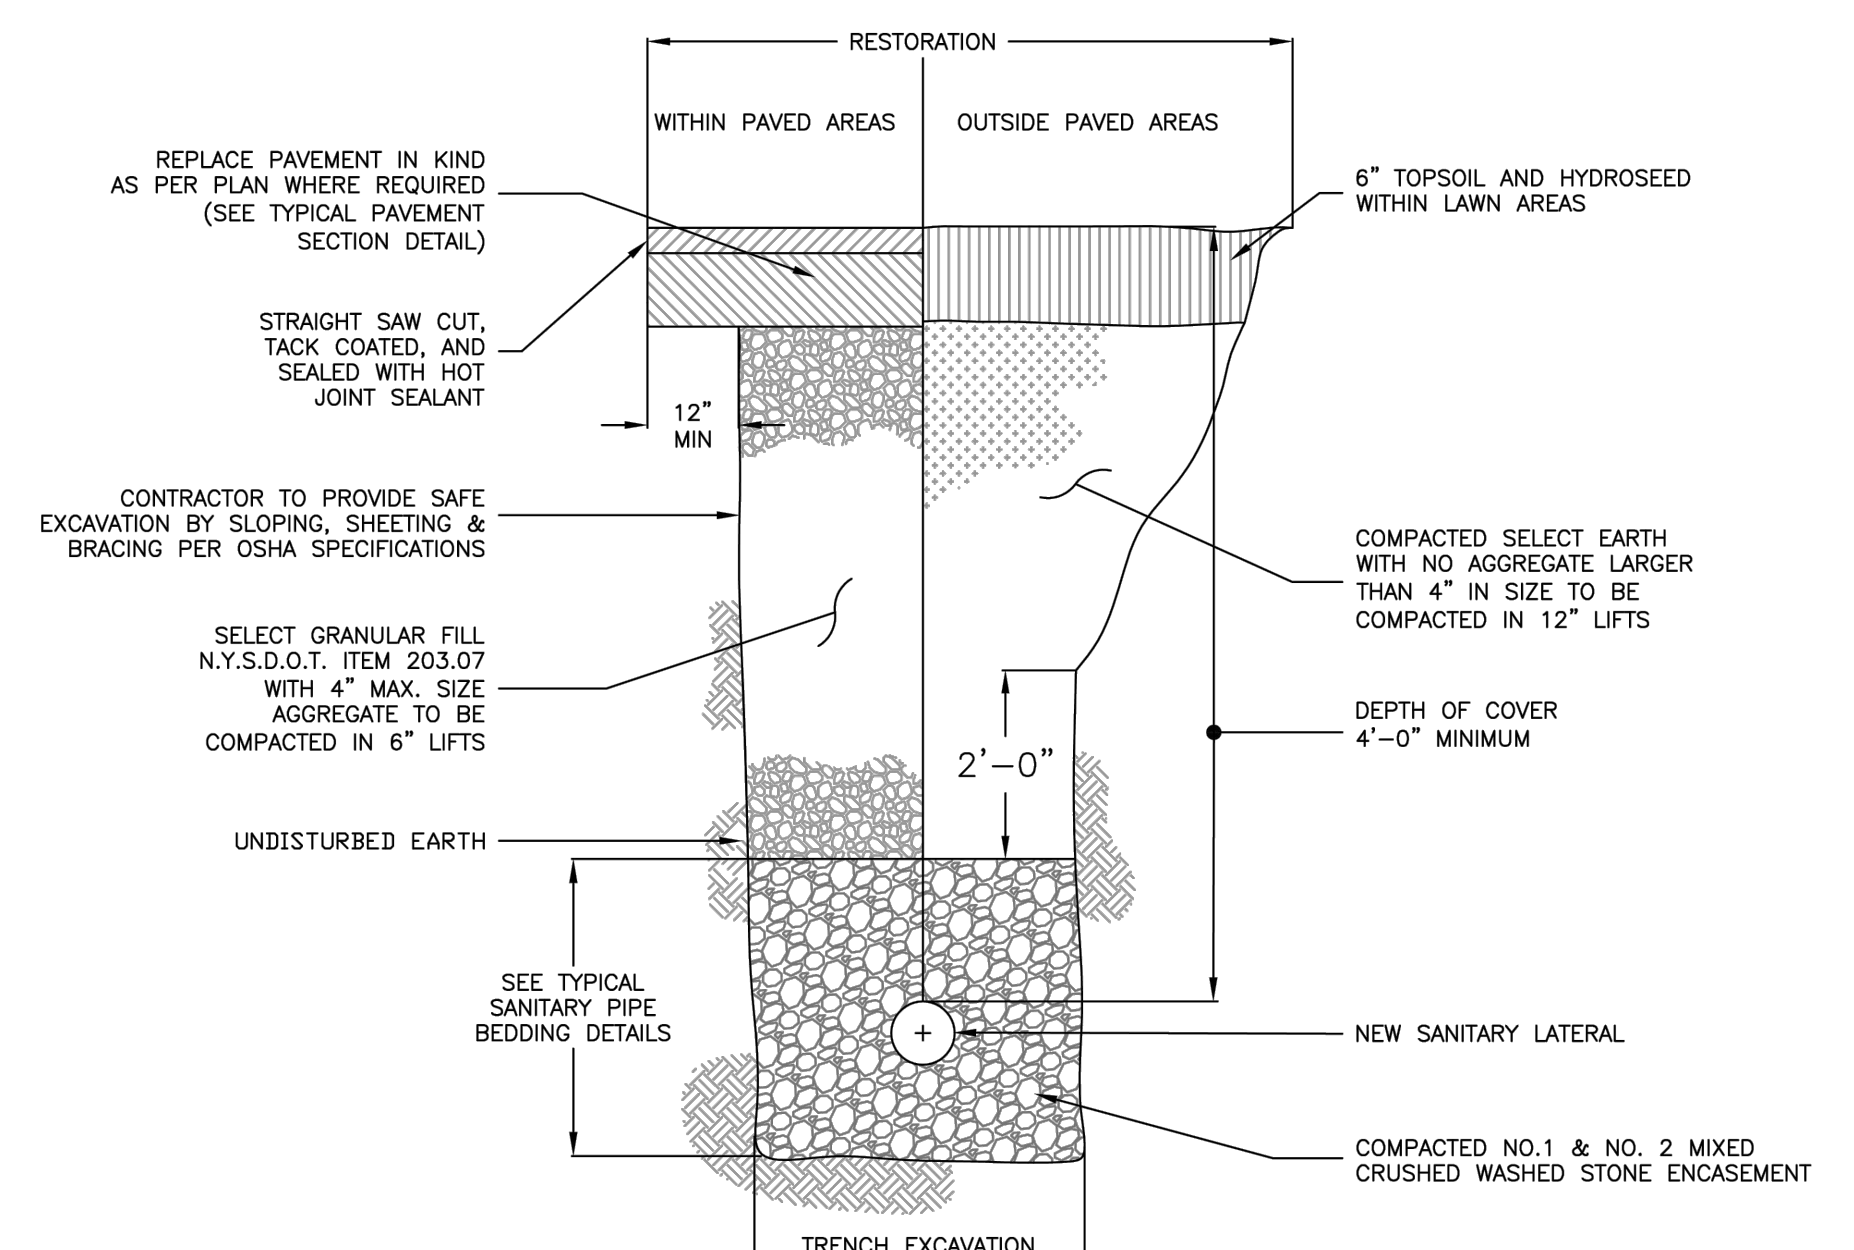 RESTORATION
WITHIN PAVED AREAS
OUTSIDE PAVED AREAS
REPLACE PAVEMENT IN KIND
AS PER PLAN WHERE REQUIRED
(SEE TYPICAL PAVEMENT
SECTION DETAIL)
6" TOPSOIL AND HYDROSEED
WITHIN LAWN AREAS
STRAIGHT SAW CUT,
TACK COATED, AND
SEALED WITH HOT
JOINT SEALANT
12"
MIN
CONTRACTOR TO PROVIDE SAFE
EXCAVATION BY SLOPING, SHEETING &
BRACING PER OSHA SPECIFICATIONS
COMPACTED SELECT EARTH
WITH NO AGGREGATE LARGER
THAN 4" IN SIZE TO BE
COMPACTED IN 12" LIFTS
SELECT GRANULAR FILL
N.Y.S.D.O.T. ITEM 203.07
WITH 4" MAX. SIZE
AGGREGATE TO BE
COMPACTED IN 6" LIFTS
DEPTH OF COVER
4'-0" MINIMUM
2'-0"
UNDISTURBED EARTH
SEE TYPICAL
SANITARY PIPE
BEDDING DETAILS
NEW SANITARY LATERAL
COMPACTED NO.1 & NO. 2 MIXED
CRUSHED WASHED STONE ENCASEMENT
TRENCH EXCAVATION